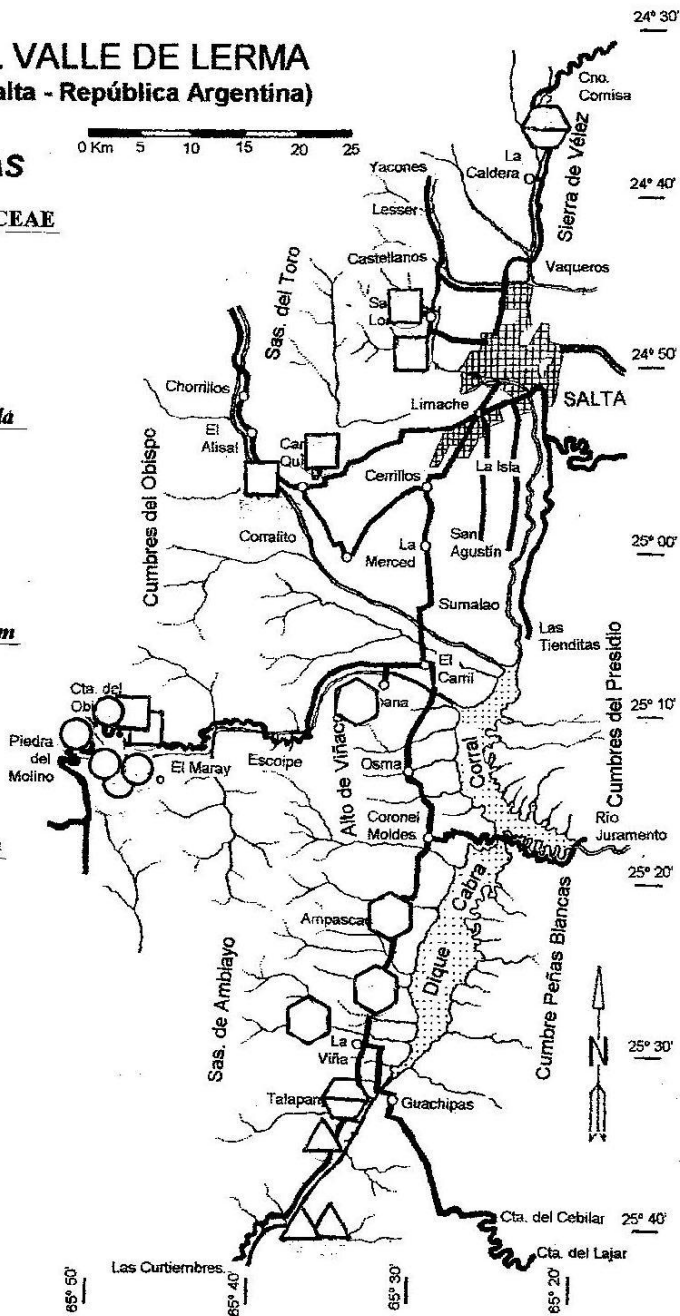 L VALLE DE LERMA
alta - República Argentina)
0 Km 5 10 15 20 25
CEAE
24° 30'
Cno. Cornisa
La Caldera
Sierra de Vélez
24° 40'
Yacones
Lesser
Castellanos
Vaqueros
Sas. del Toro
24° 50'
Chorrillos
Limache
SALTA
El Alisal
La Isla
Cerrillos
Cumbres del Obispo
Corralito
La Merced
San Agustín
25° 00'
Sumalao
Las Tienditas
El Carril
Cumbres del Presidio
Cta. del
25° 10'
Piedra del Molino
El Maray
Escoipe
Alto de Viñaco
Osma
Corral
Coronel Moldes
Río Juramento
25° 20'
Cabra
Ampasca
Dique
Cumbre Peñas Blancas
Sas. de Ambiayo
La Viña
N
25° 30'
Talapam
Guachipas
Cta. del Cebilar
25° 40'
Cta. del Lajar
Las Curtiembres
65° 50'
65° 40'
65° 30'
65° 20'